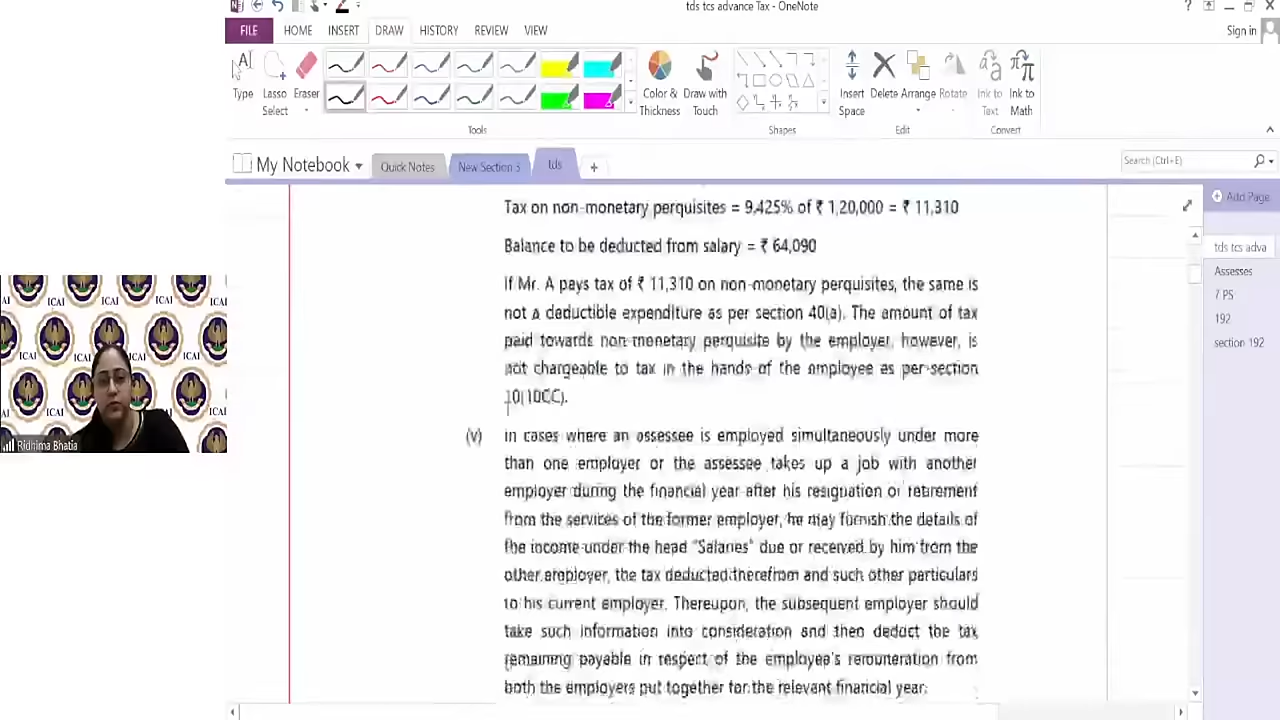 tds tcs advance Tax - OneNote
?
FILE
HOME
INSERT
DRAW
HISTORY
REVIEW
VIEW
Sign in
Type
Lasso Select
Eraser
Color & Thickness
Draw with Touch
Insert Space
Delete
Arrange
Rotate
Ink to Text
Ink to Math
Tools
Shapes
Edit
Convert
My Notebook
Quick Notes
New Section 3
tds
+
Search (Ctrl+E)
Add Page
tds tcs adva
Assesses
7 PS
192
section 192
Tax on non-monetary perquisites = 9.425% of ₹ 1,20,000 = ₹ 11,310
Balance to be deducted from salary = ₹ 64,090
If Mr. A pays tax of ₹ 11,310 on non-monetary perquisites, the same is
not a deductible expenditure as per section 40(a). The amount of tax
paid towards non-monetary perquisite by the employer, however, is
not chargeable to tax in the hands of the employee as per section
10(10CC).
(v) In cases where an assessee is employed simultaneously under more
than one employer or the assessee takes up a job with another
employer during the financial year after his resignation or retirement
from the services of the former employer, he may furnish the details of
the income under the head "Salaries" due or received by him from the
other employer, the tax deducted therefrom and such other particulars
to his current employer. Thereupon, the subsequent employer should
take such information into consideration and then deduct the tax
remaining payable in respect of the employee's remuneration from
both the employers put together for the relevant financial year.
ICAI
ICAI
ICAI
ICAI
ICAI
ICAI
Ridhima Bhatia